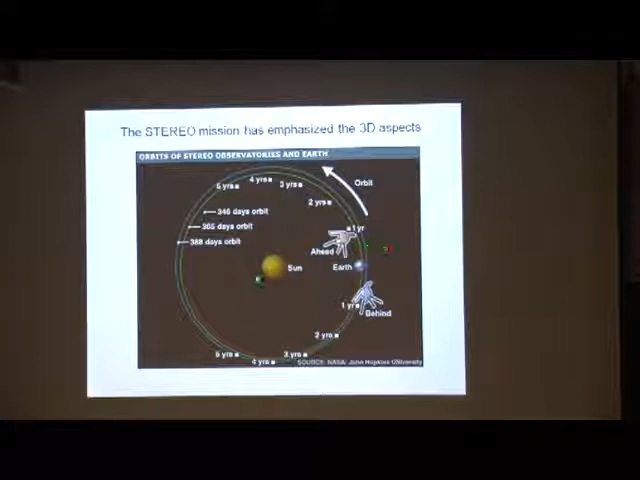 The STEREO mission has emphasized the 3D aspects
ORBITS OF STEREO OBSERVATORIES AND EARTH
5 yrs
4 yrs
3 yrs
Orbit
2 yrs
346 days orbit
365 days orbit
388 days orbit
1 yr
Ahead
Sun
Earth
1 yr
Behind
2 yrs
5 yrs
4 yrs
3 yrs
SOURCE: NASA, John Hopkins University